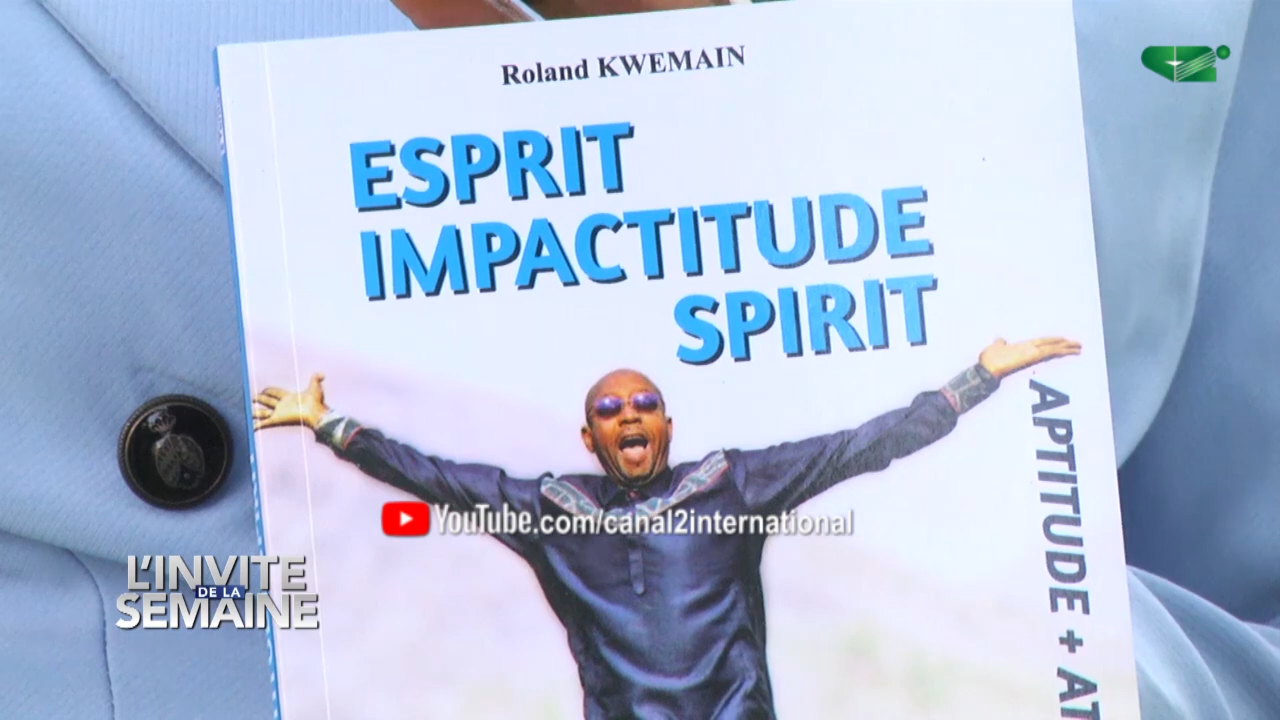 Roland KWEMAIN
ESPRIT
IMPACTITUDE
SPIRIT
APTITUDE + AT
YouTube.com/canal2international
L'INVITE
DE LA
SEMAINE